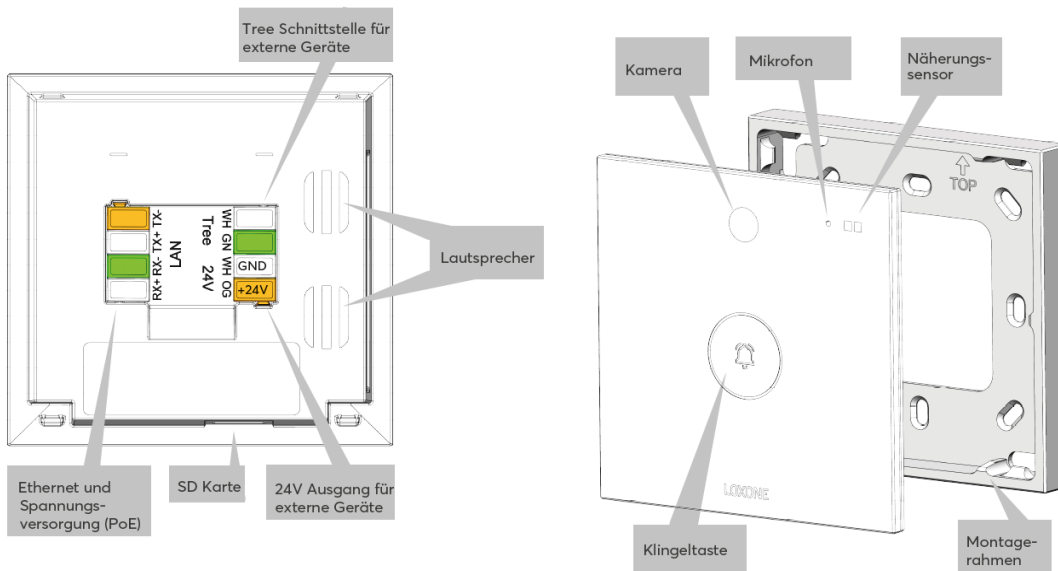 Tree Schnittstelle für
externe Geräte
TX-
TX+
RX-
RX+
LAN
Tree
24V
WH
GN
WH
OG
GND
+24V
Lautsprecher
Ethernet und
Spannungs-
versorgung (PoE)
SD Karte
24V Ausgang für
externe Geräte
Kamera
Mikrofon
Näherungs-
sensor
TOP
LOXONE
Klingeltaste
Montage-
rahmen